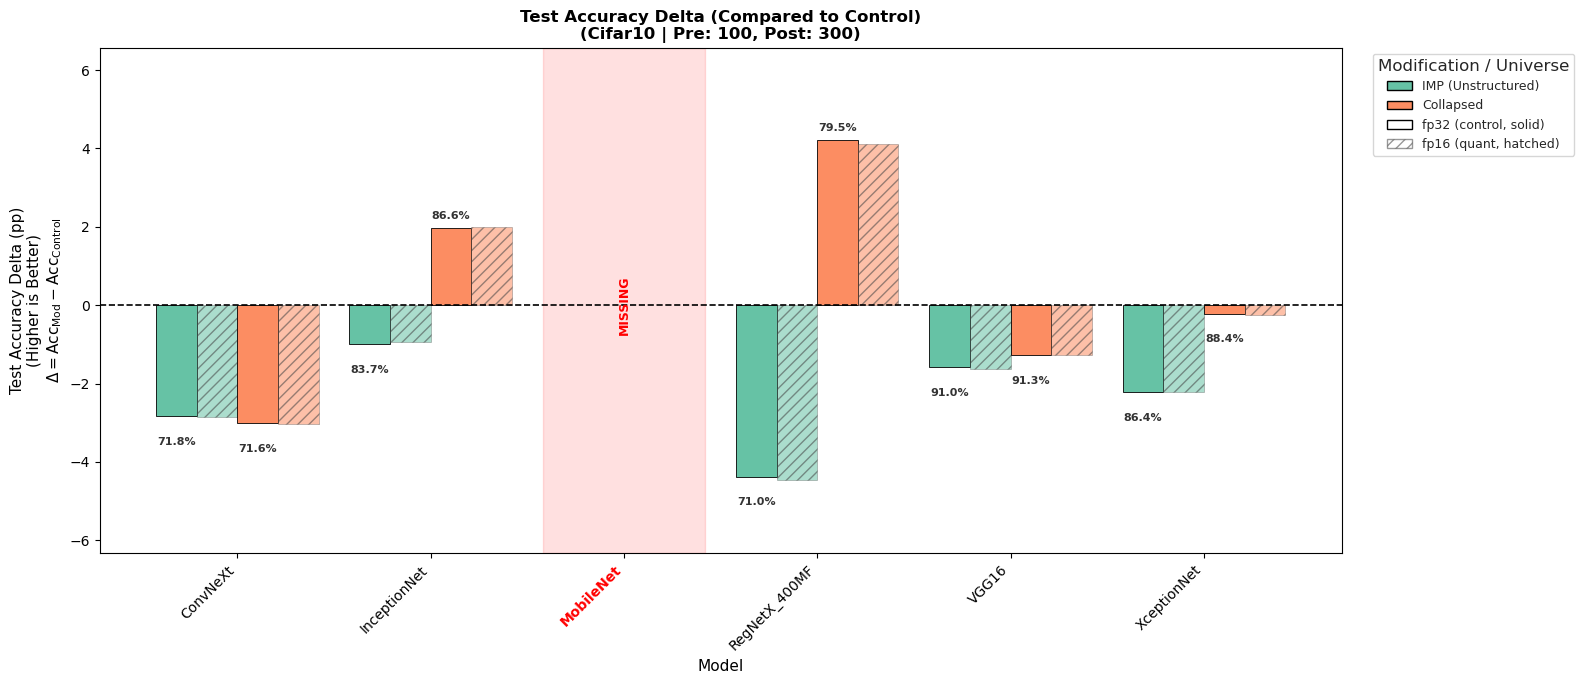 Test Accuracy Delta (Compared to Control)
(Cifar10 | Pre: 100, Post: 300)
Test Accuracy Delta (pp)
(Higher is Better)
Δ = Acc_Mod − Acc_Control
6
4
2
0
−2
−4
−6
71.8%
71.6%
83.7%
86.6%
MISSING
71.0%
79.5%
91.0%
91.3%
86.4%
88.4%
ConvNeXt
InceptionNet
MobileNet
RegNetX_400MF
VGG16
XceptionNet
Model
Modification / Universe
IMP (Unstructured)
Collapsed
fp32 (control, solid)
fp16 (quant, hatched)